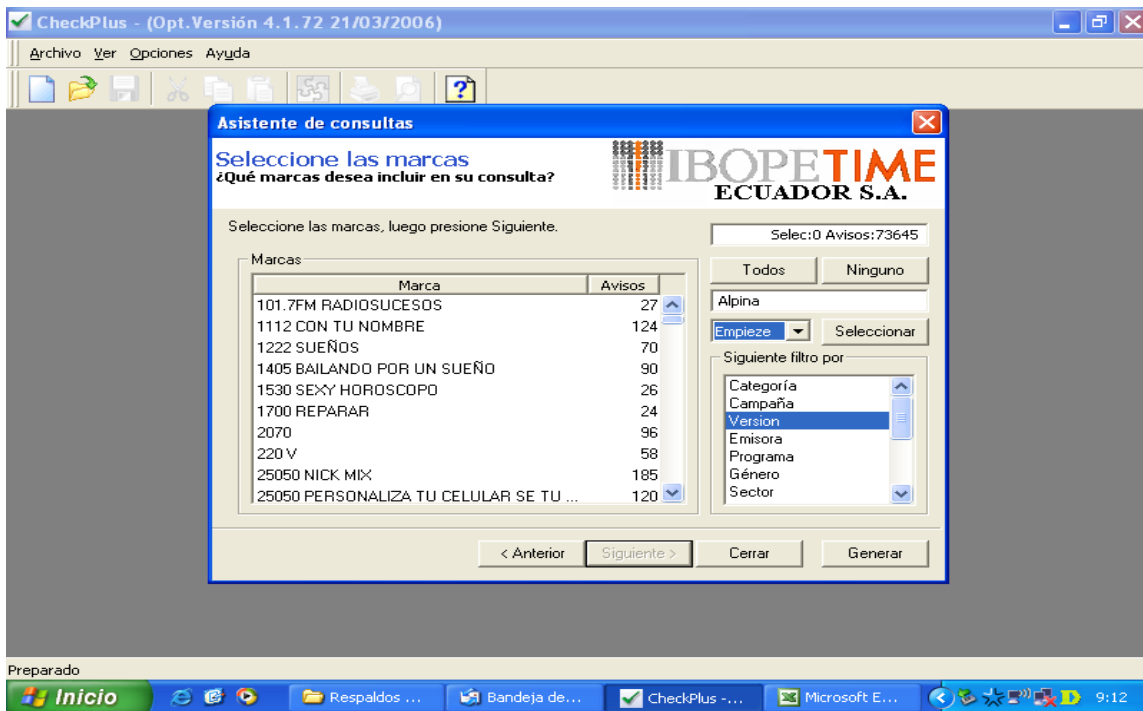 CheckPlus - (Opt.Versión 4.1.72 21/03/2006)
Archivo Ver Opciones Ayuda
Asistente de consultas
Seleccione las marcas
¿Qué marcas desea incluir en su consulta?
IBOPETIME
ECUADOR S.A.
Seleccione las marcas, luego presione Siguiente.
Selec:0 Avisos:73645
Marcas
Todos Ninguno
Marca Avisos
Alpina
101.7FM RADIOSUCESOS 27
1112 CON TU NOMBRE 124
Empieze Seleccionar
1222 SUEÑOS 70
Siguiente filtro por
1405 BAILANDO POR UN SUEÑO 90
1530 SEXY HOROSCOPO 26
1700 REPARAR 24
2070 96
220 V 58
25050 NICK MIX 185
25050 PERSONALIZA TU CELULAR SE TU ... 120
Categoría
Campaña
Version
Emisora
Programa
Género
Sector
< Anterior Siguiente > Cerrar Generar
Preparado
Inicio Respaldos ... Bandeja de... CheckPlus -... Microsoft E... 9:12